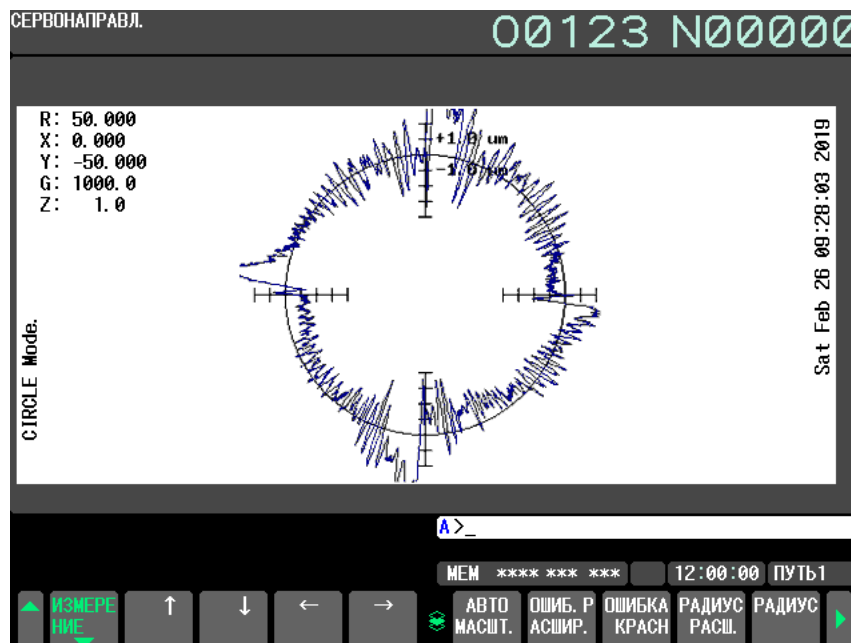 СЕРВОНАПРАВЛ.
O0123 N00000
R: 50.000
X: 0.000
Y: -50.000
G: 1000.0
Z: 1.0
+1.0 um
-1.0 um
Sat Feb 26 09:28:03 2019
CIRCLE Mode.
A>_
MEM **** *** ***
12:00:00
ПУТЬ1
ИЗМЕРЕ
НИЕ
↑
↓
←
→
АВТО
МАСШТ.
ОШИБ. Р
АСШИР.
ОШИБКА
КРАСН
РАДИУС
РАСШ.
РАДИУС